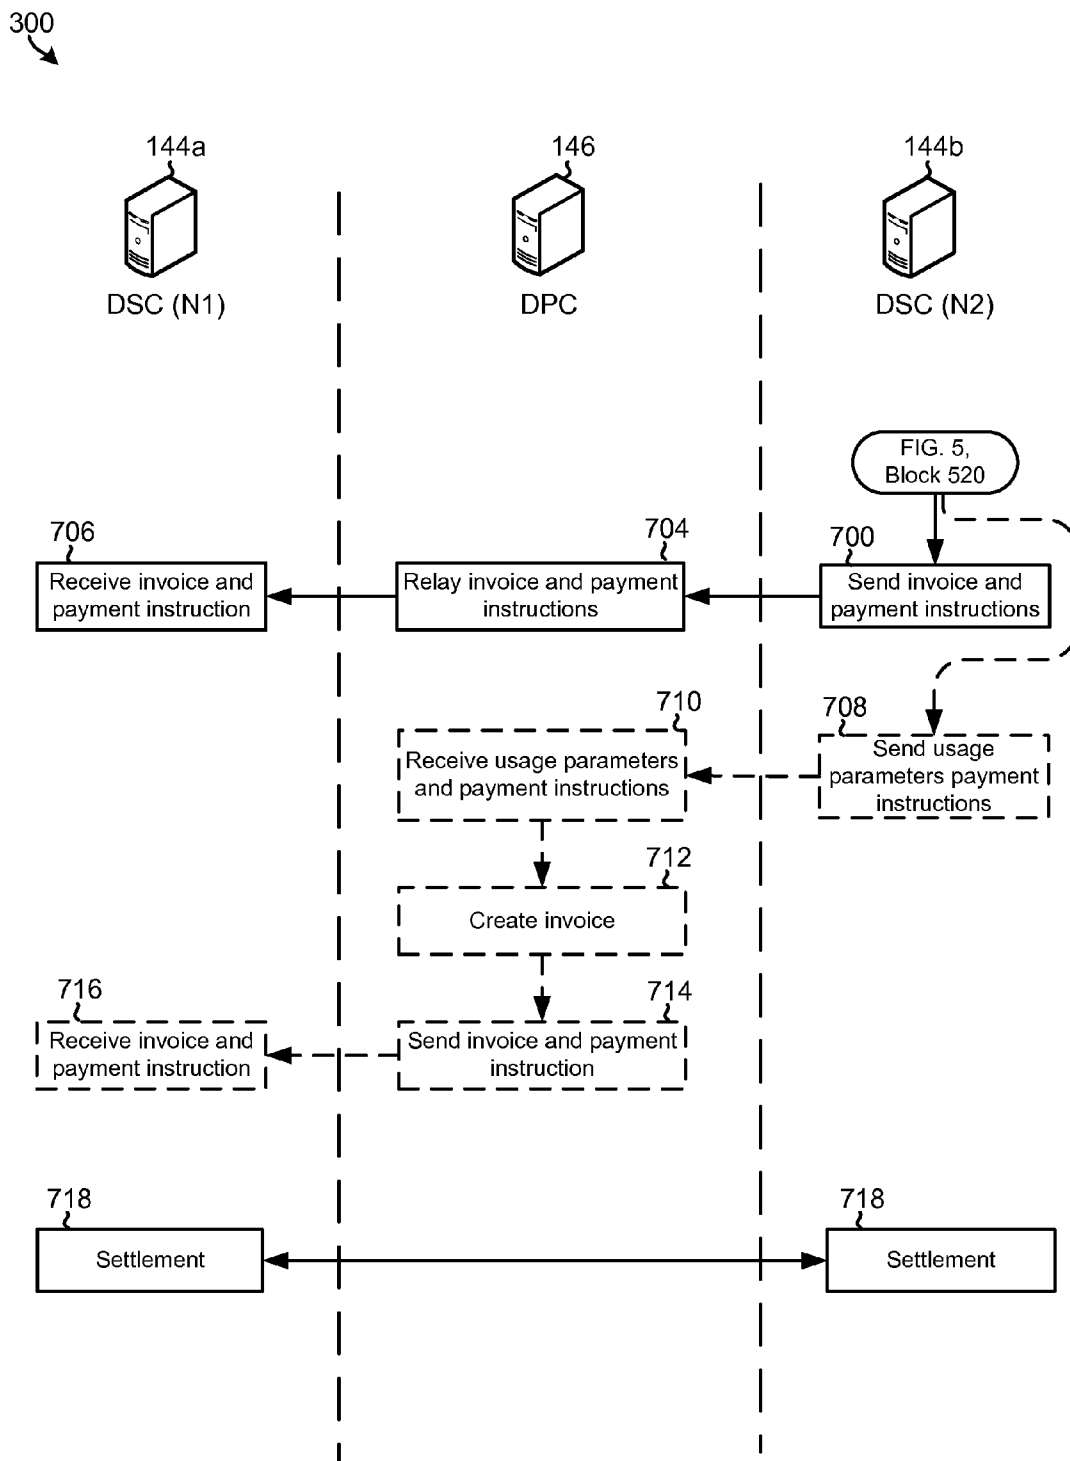 300
144a
146
144b
DSC (N1)
DPC
DSC (N2)
FIG. 5,
Block 520
706
704
700
Receive invoice and
payment instruction
Relay invoice and payment
instructions
Send invoice and
payment instructions
710
708
Receive usage parameters
and payment instructions
Send usage
parameters payment
instructions
712
Create invoice
716
714
Receive invoice and
payment instruction
Send invoice and payment
instruction
718
718
Settlement
Settlement